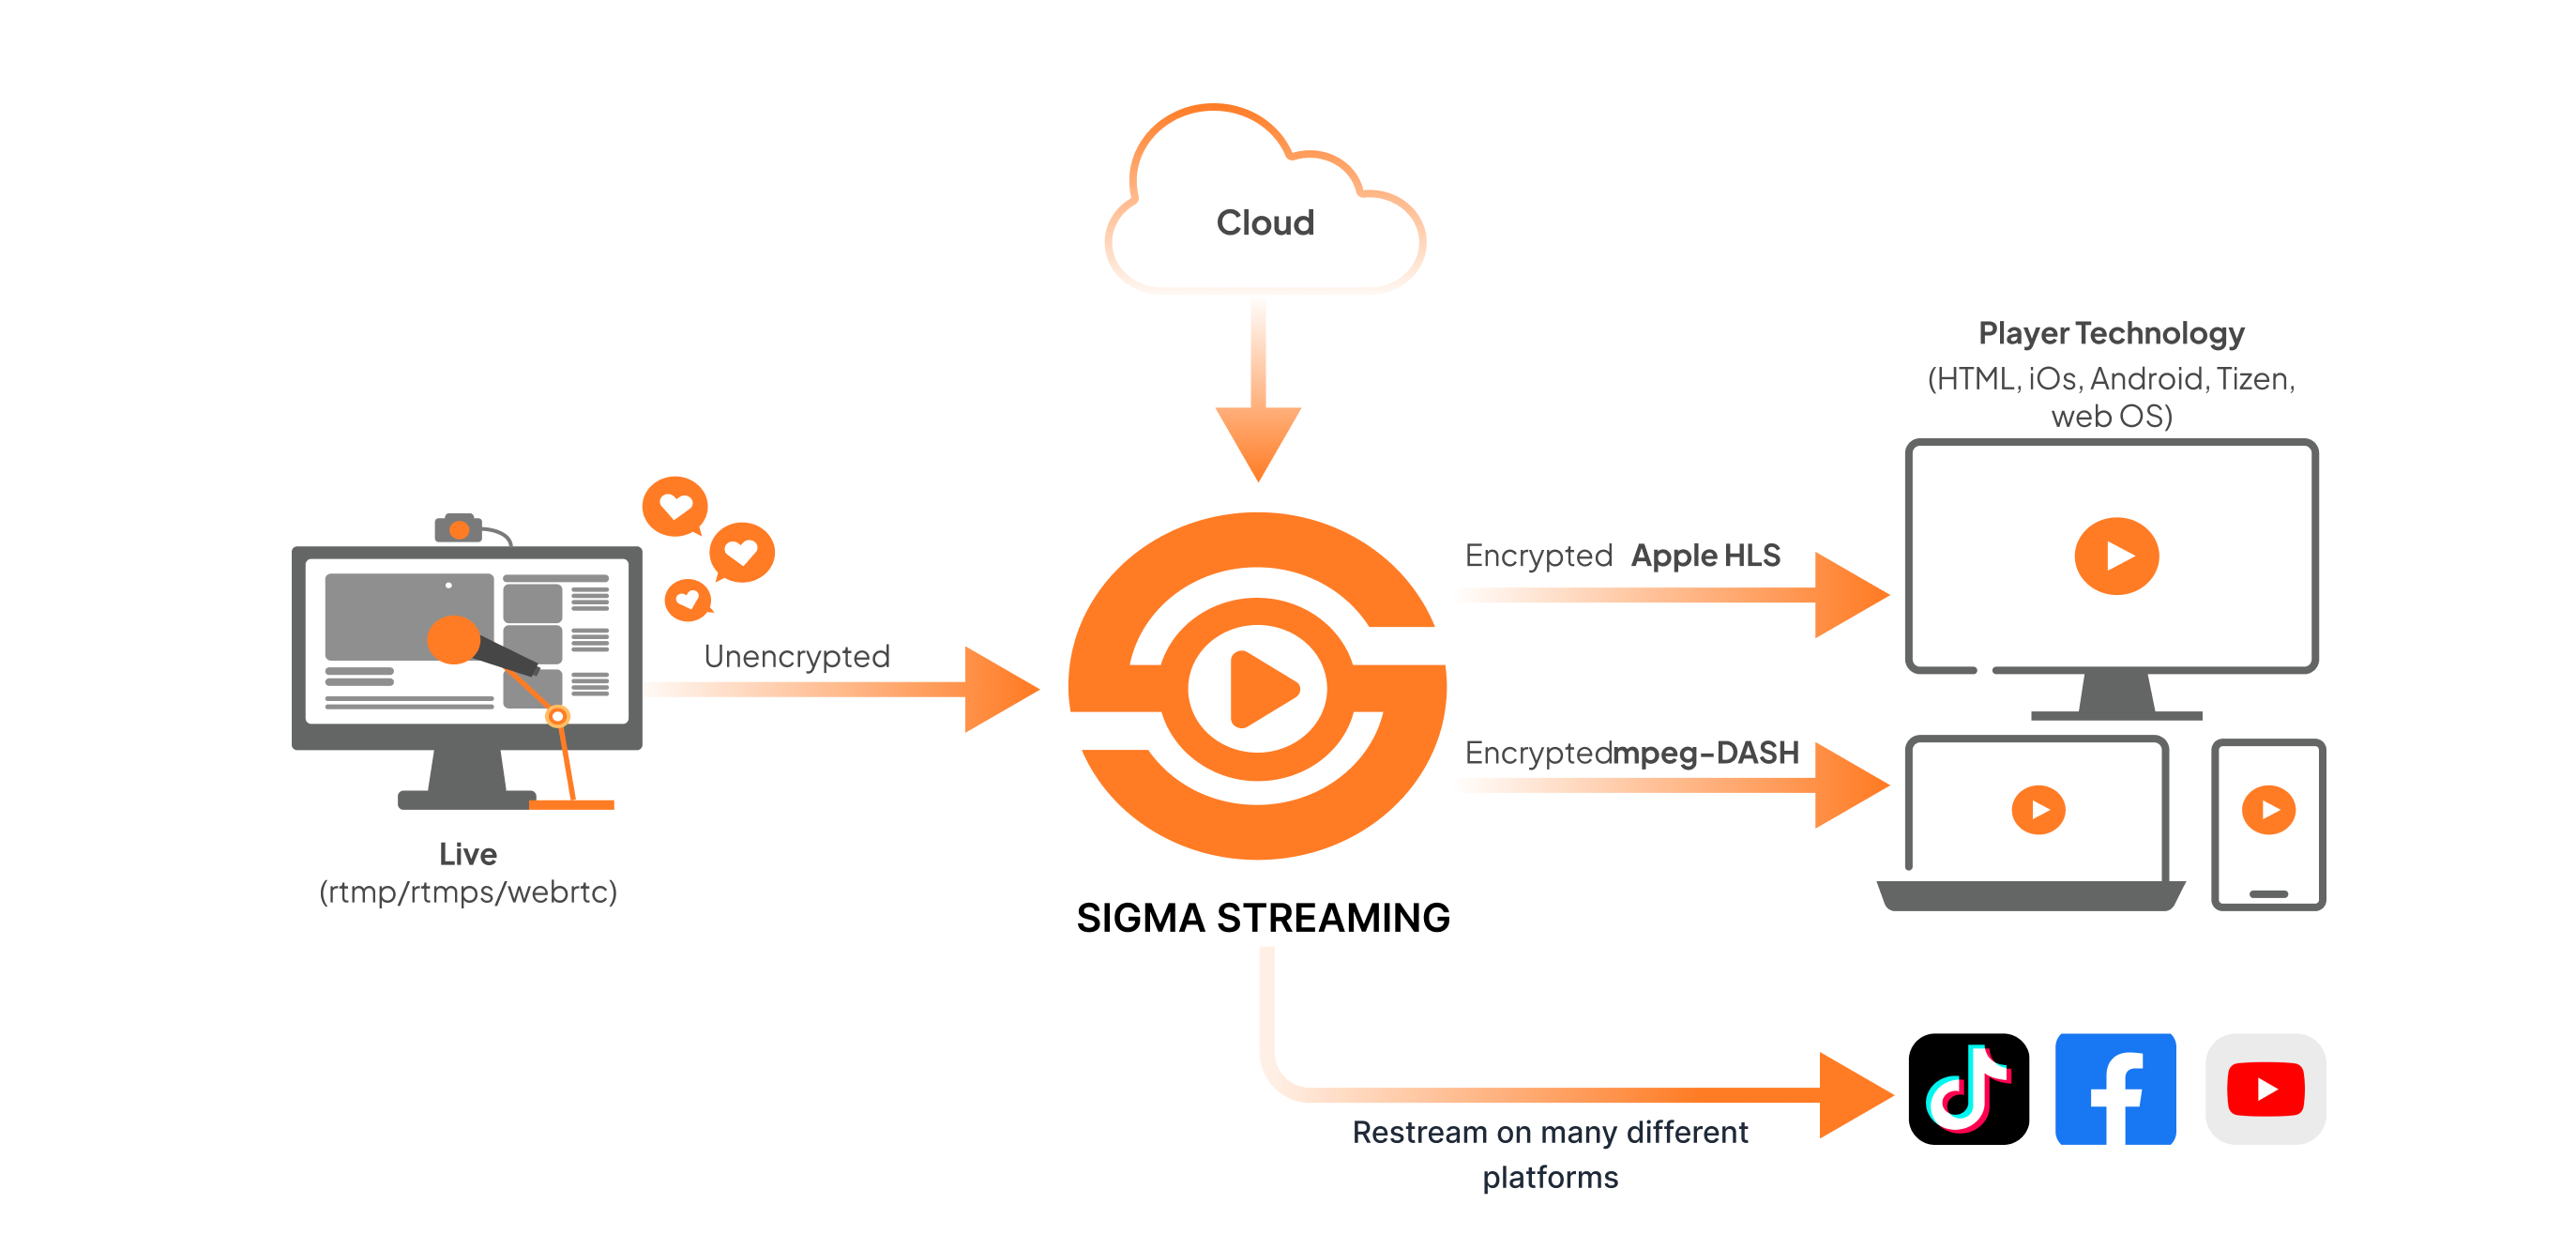 Cloud
Player Technology
(HTML, iOs, Android, Tizen,
web OS)
Encrypted Apple HLS
Unencrypted
Encryptedmpeg-DASH
Live
(rtmp/rtmps/webrtc)
SIGMA STREAMING
Restream on many different
platforms